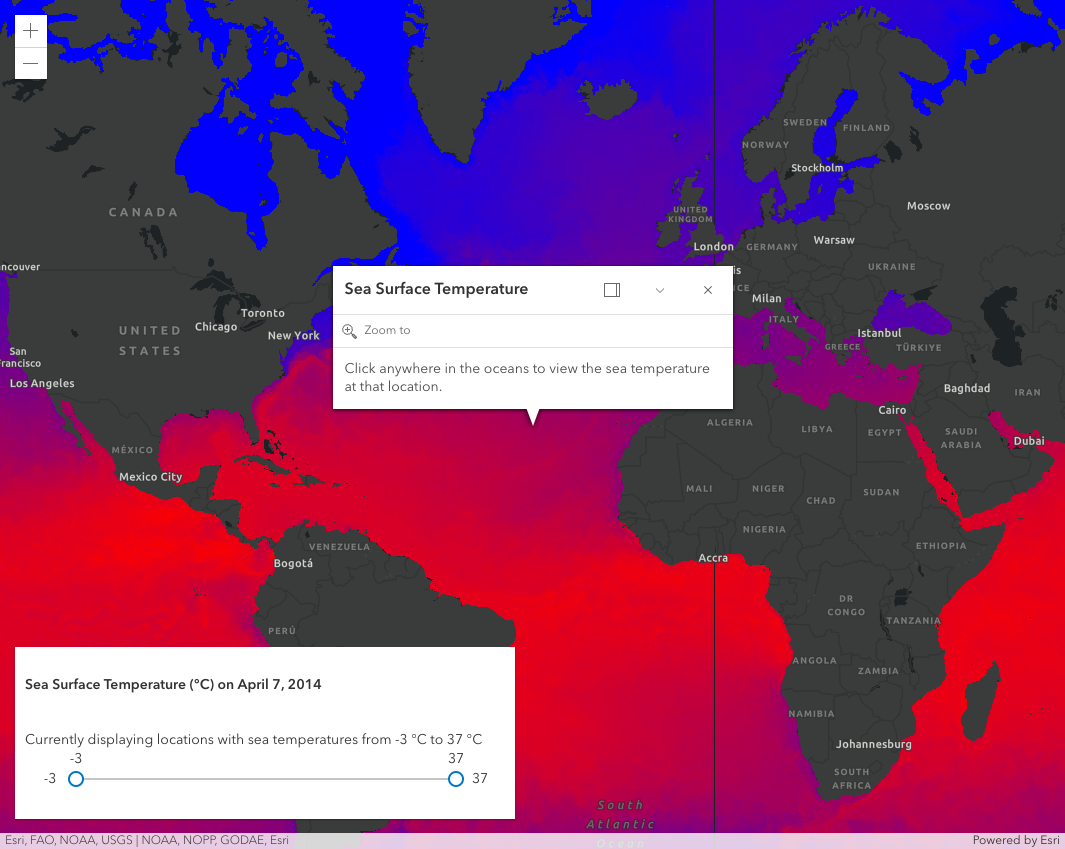 SWEDEN
FINLAND
NORWAY
Stockholm
Moscow
CANADA
UNITED
KINGDOM
London
GERMANY
Warsaw
ncouver
UKRAINE
is
NCE
Milan
ITALY
Istanbul
GREECE
TÜRKIYE
Toronto
Chicago
New York
UNITED
STATES
San
Francisco
Los Angeles
Sea Surface Temperature
Zoom to
Click anywhere in the oceans to view the sea temperature
at that location.
Baghdad
IRAN
Cairo
ALGERIA
LIBYA
EGYPT
SAUDI
ARABIA
Dubai
MÉXICO
Mexico City
MALI
NIGER
CHAD
SUDAN
NIGERIA
ETHIOPIA
Accra
VENEZUELA
Bogotá
DR
CONGO
TANZANIA
PERÚ
ANGOLA
ZAMBIA
NAMIBIA
Johannesburg
SOUTH
AFRICA
Sea Surface Temperature (°C) on April 7, 2014
Currently displaying locations with sea temperatures from -3 °C to 37 °C
-3 37
-3 37
South
Atlantic
Ocean
Esri, FAO, NOAA, USGS | NOAA, NOPP, GODAE, Esri
Powered by Esri